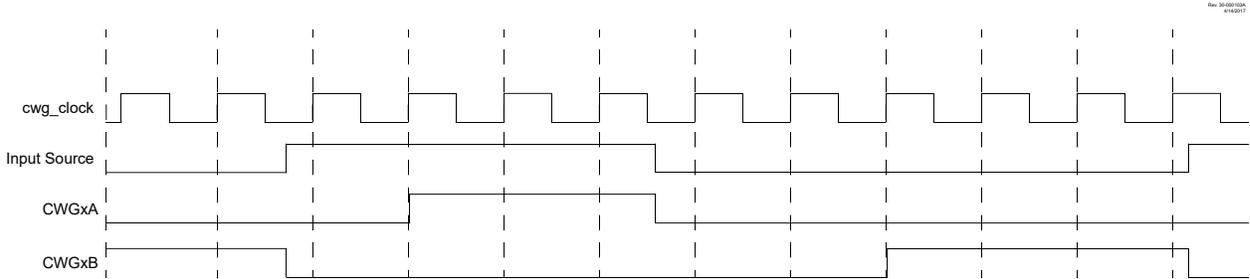 Rev. 30-000103A
4/14/2017
cwg_clock
Input Source
CWGxA
CWGxB